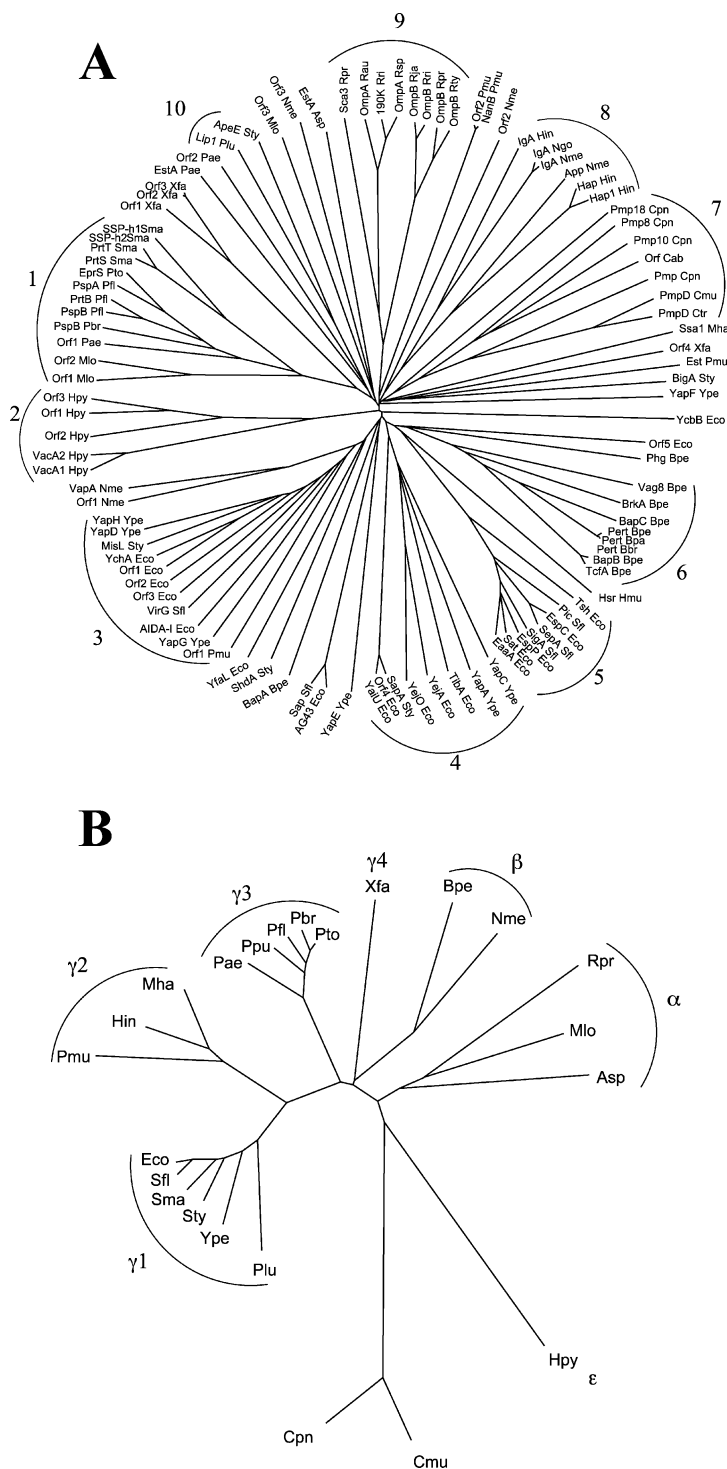 A
9
Sca3 Rpr
OmpA Rau
190K Rri
OmpA Rsp
OmpB Rja
OmpB Rri
OmpB Rpr
OmpB Rty
Orf2 Pmu
NanB Pmu
Orf2 Nme
8
IgA Hin
IgA Ngo
IgA Nme
App Nme
Hap Hin
Hap1 Hin
7
Pmp18 Cpn
Pmp8 Cpn
Pmp10 Cpn
Orf Cab
Pmp Cpn
PmpD Cmu
PmpD Ctr
Ssa1 Mha
Orf4 Xfa
Est Pmu
BigA Sty
YapF Ype
YcbB Eco
Orf5 Eco
Phg Bpe
Vag8 Bpe
BrkA Bpe
BapC Bpe
Pert Bpe
Pert Bpa
Pert Bbr
BapB Bpe
TcfA Bpe
6
Hsr Hmu
Tsh Eco
Pic Sfl
EspC Eco
SepA Sfl
SigA Sfl
EspP Eco
Sat Eco
EaaA Eco
5
YapC Ype
YapA Ype
TibA Eco
YejA Eco
YejO Eco
SapA Sty
Orf4 Eco
YalU Eco
4
YapE Ype
AG43 Eco
Sap Sfl
BapA Bpe
ShdA Sty
YfaL Eco
Orf1 Pmu
YapG Ype
AIDA-I Eco
VirG Sfl
Orf3 Eco
Orf2 Eco
Orf1 Eco
YchA Eco
MisL Sty
YapD Ype
YapH Ype
3
Orf1 Nme
VapA Nme
VacA1 Hpy
VacA2 Hpy
Orf2 Hpy
Orf1 Hpy
Orf3 Hpy
2
Orf1 Mlo
Orf2 Mlo
Orf1 Pae
PspB Pbr
PspB Pfl
PrtB Pfl
PspA Pfl
EprS Pto
PrtS Sma
PrtT Sma
SSP-h2Sma
SSP-h1Sma
1
Orf1 Xfa
Orf2 Xfa
Orf3 Xfa
EstA Pae
Orf2 Pae
Lip1 Plu
ApeE Sty
10
Orf3 Mlo
Orf3 Nme
EstA Asp
B
γ4
Xfa
β
Bpe
Nme
α
Rpr
Mlo
Asp
γ3
Pbr
Pto
Pfl
Ppu
Pae
γ2
Mha
Hin
Pmu
Eco
Sfl
Sma
Sty
Ype
Plu
γ1
Hpy
ε
Cpn
Cmu